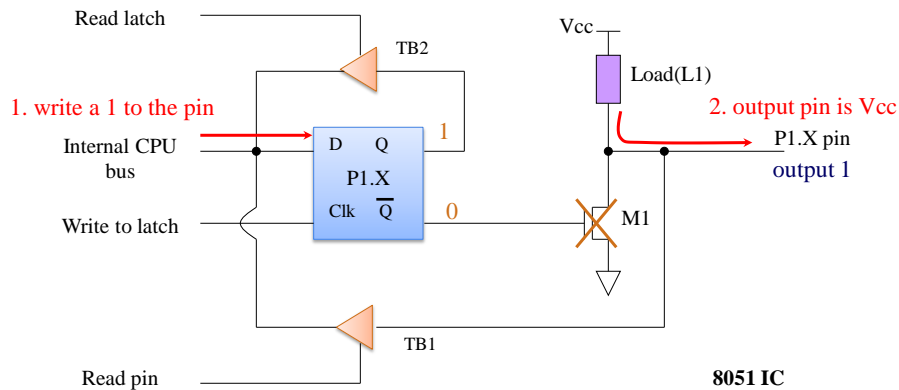 Read latch
Vcc
TB2
Load(L1)
1. write a 1 to the pin
2. output pin is Vcc
Internal CPU
bus
D Q
1
P1.X pin
P1.X
output 1
Write to latch
Clk Q
0
M1
TB1
Read pin
8051 IC